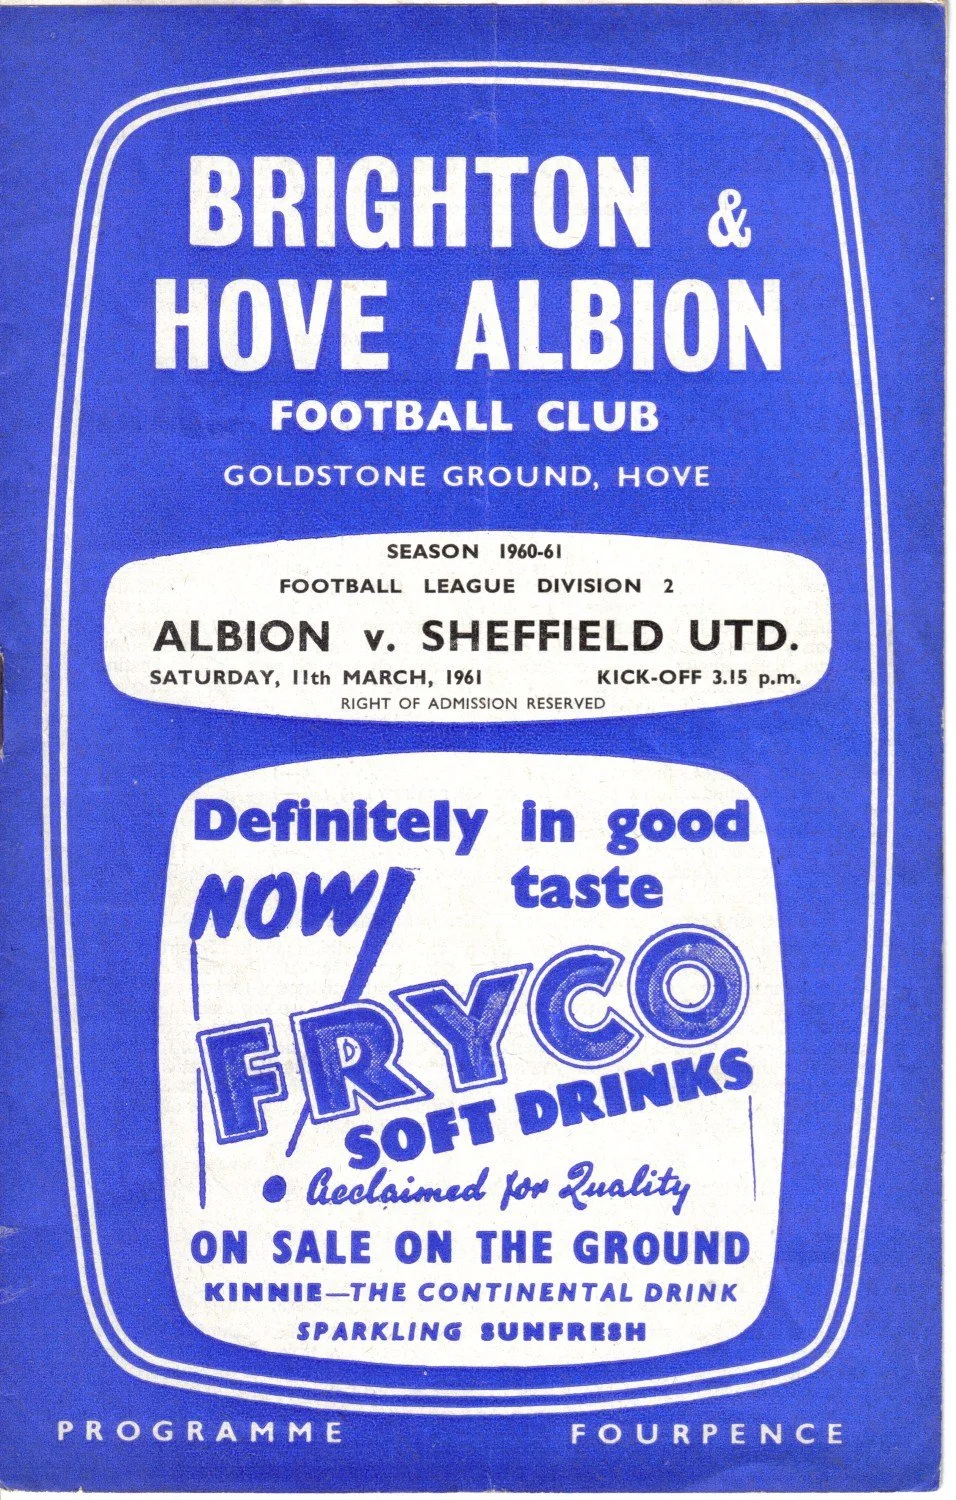 BRIGHTON &
HOVE ALBION
FOOTBALL CLUB
GOLDSTONE GROUND, HOVE
SEASON 1960-61
FOOTBALL LEAGUE DIVISION 2
ALBION v. SHEFFIELD UTD.
SATURDAY, 11th MARCH, 1961 KICK-OFF 3.15 p.m.
RIGHT OF ADMISSION RESERVED
Definitely in good
taste
NOW!
FRYCO
SOFT DRINKS
• Acclaimed for Quality
ON SALE ON THE GROUND
KINNIE—THE CONTINENTAL DRINK
SPARKLING SUNFRESH
PROGRAMME FOURPENCE